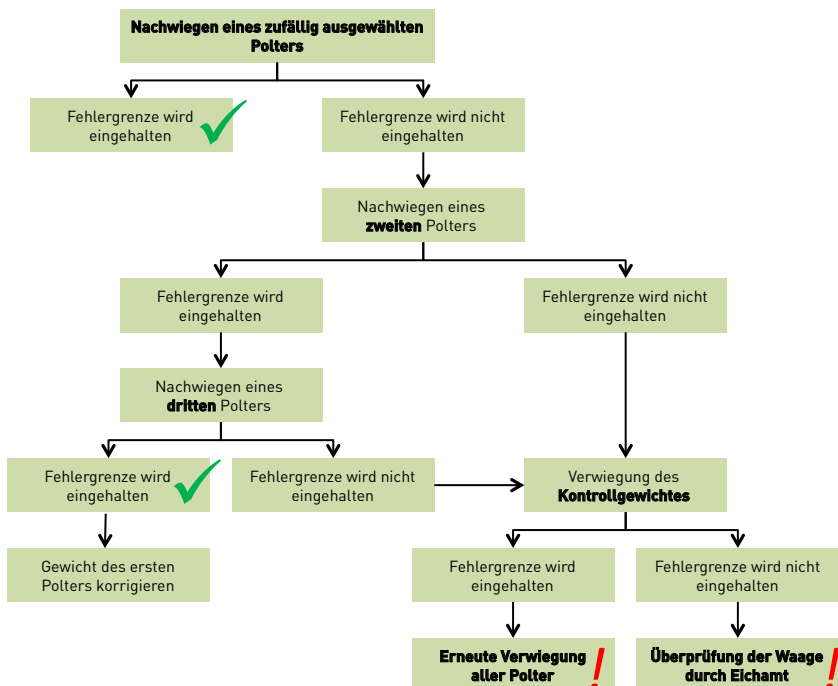 Nachwiegen eines zufällig ausgewählten
Polters
Fehlergrenze wird
eingehalten
Fehlergrenze wird nicht
eingehalten
Nachwiegen eines
zweiten Polters
Fehlergrenze wird
eingehalten
Fehlergrenze wird nicht
eingehalten
Nachwiegen eines
dritten Polters
Fehlergrenze wird
eingehalten
Fehlergrenze wird nicht
eingehalten
Verwiegung des
Kontrollgewichtes
Gewicht des ersten
Polters korrigieren
Fehlergrenze wird
eingehalten
Fehlergrenze wird nicht
eingehalten
Erneute Verwiegung
aller Polter
!
Überprüfung der Waage
durch Eichamt
!